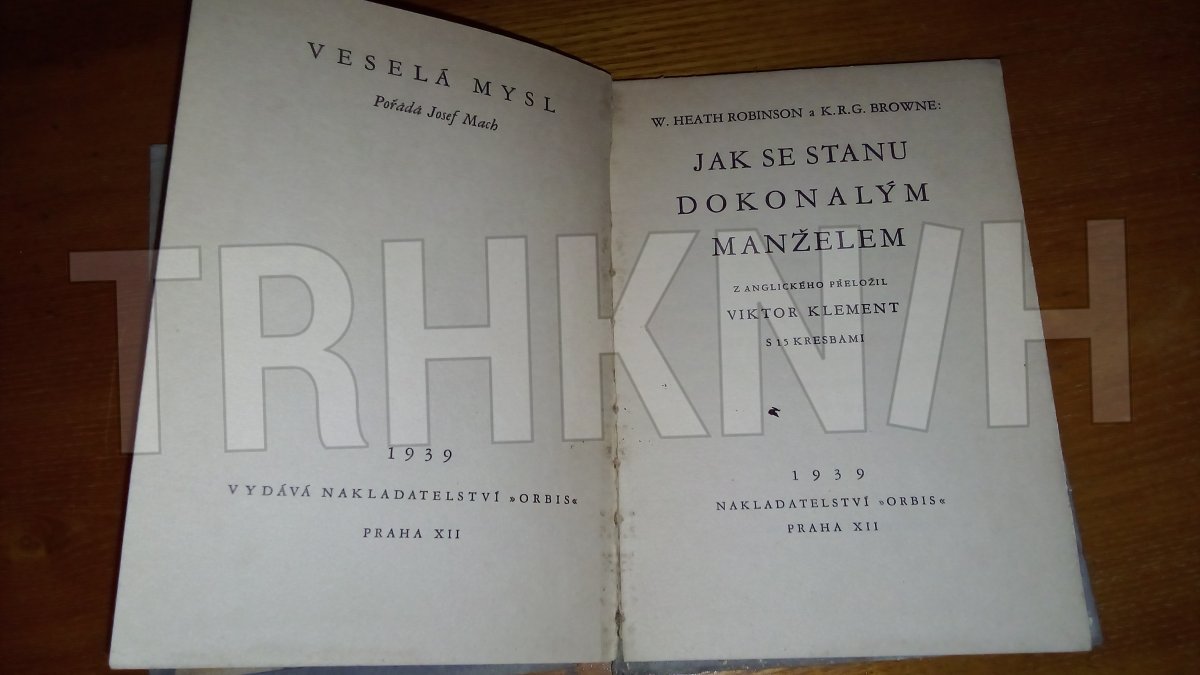 VESELÁ MYSL
Pořádá Josef Mach
1939
VYDÁVÁ NAKLADATELSTVÍ »ORBIS«
PRAHA XII
W. HEATH ROBINSON a K.R.G. BROWNE:
JAK SE STANU
DOKONALÝM
MANŽELEM
Z ANGLICKÉHO PŘELOŽIL
VIKTOR KLEMENT
S 15 KRESBAMI
1939
NAKLADATELSTVÍ »ORBIS«
PRAHA XII
TRHKN/H